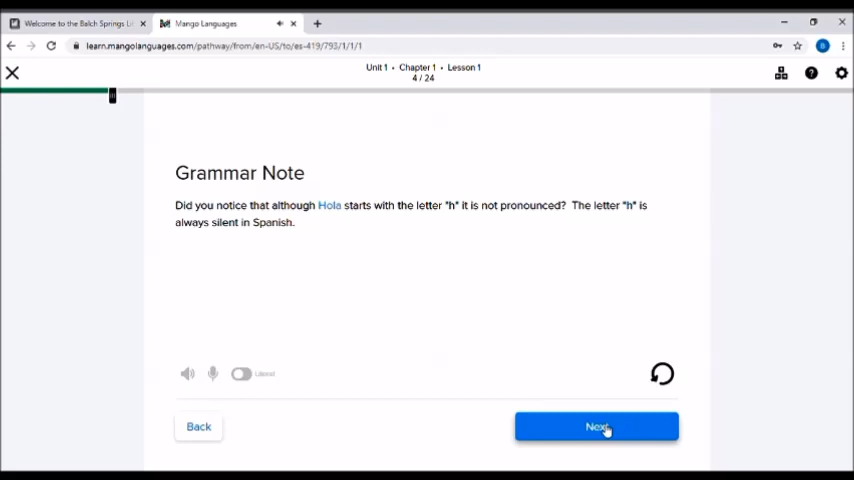 Welcome to the Balch Springs Li
Mango Languages
learn.mangolanguages.com/pathway/from/en-US/to/es-419/793/1/1/1
B
Unit 1 • Chapter 1 • Lesson 1
4 / 24
Grammar Note
Did you notice that although Hola starts with the letter "h" it is not pronounced? The letter "h" is
always silent in Spanish.
Literal
Back
Next